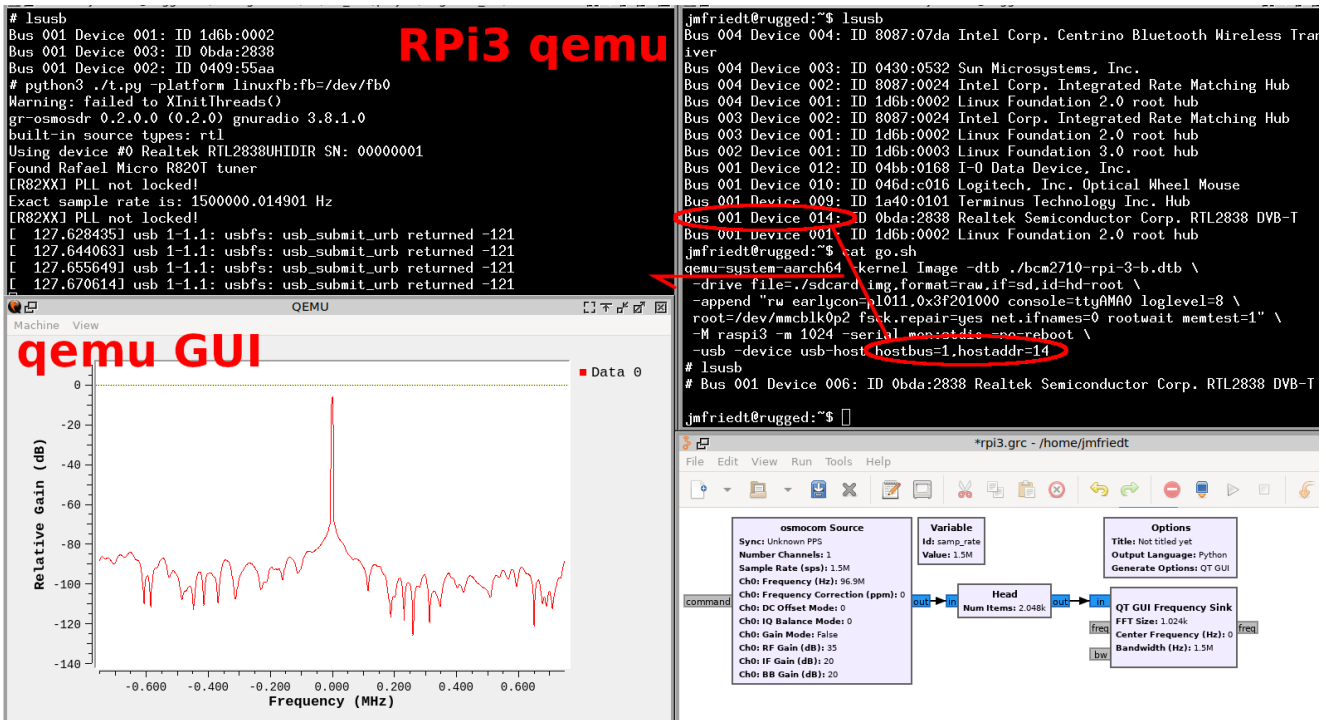 # lsusb
Bus 001 Device 001: ID 1d6b:0002
Bus 001 Device 003: ID 0bda:2838
Bus 001 Device 002: ID 0409:55aa
# python3 ./t.py -platform linuxfb:fb=/dev/fb0
Warning: failed to XInitThreads()
gr-osmosdr 0.2.0.0 (0.2.0) gnuradio 3.8.1.0
built-in source types: rtl
Using device #0 Realtek RTL2838UHIDIR SN: 00000001
Found Rafael Micro R820T tuner
[R82XX] PLL not locked!
Exact sample rate is: 1500000.014901 Hz
[R82XX] PLL not locked!
[  127.628435] usb 1-1.1: usbfs: usb_submit_urb returned -121
[  127.644063] usb 1-1.1: usbfs: usb_submit_urb returned -121
[  127.655649] usb 1-1.1: usbfs: usb_submit_urb returned -121
[  127.670614] usb 1-1.1: usbfs: usb_submit_urb returned -121
RPi3 qemu
jmfriedt@rugged:~$ lsusb
Bus 004 Device 004: ID 8087:07da Intel Corp. Centrino Bluetooth Wireless Tran
iver
Bus 004 Device 003: ID 0430:0532 Sun Microsystems, Inc.
Bus 004 Device 002: ID 8087:0024 Intel Corp. Integrated Rate Matching Hub
Bus 004 Device 001: ID 1d6b:0002 Linux Foundation 2.0 root hub
Bus 003 Device 002: ID 8087:0024 Intel Corp. Integrated Rate Matching Hub
Bus 003 Device 001: ID 1d6b:0002 Linux Foundation 2.0 root hub
Bus 002 Device 001: ID 1d6b:0003 Linux Foundation 3.0 root hub
Bus 001 Device 012: ID 04bb:0168 I-O Data Device, Inc.
Bus 001 Device 010: ID 046d:c016 Logitech, Inc. Optical Wheel Mouse
Bus 001 Device 009: ID 1a40:0101 Terminus Technology Inc. Hub
Bus 001 Device 014: ID 0bda:2838 Realtek Semiconductor Corp. RTL2838 DVB-T
Bus 001 Device 001: ID 1d6b:0002 Linux Foundation 2.0 root hub
jmfriedt@rugged:~$ cat go.sh
qemu-system-aarch64 -kernel Image -dtb ./bcm2710-rpi-3-b.dtb \
-drive file=./sdcard.img,format=raw,if=sd,id=hd-root \
-append "rw earlycon=pl011,0x3f201000 console=ttyAMA0 loglevel=8 \
root=/dev/mmcblk0p2 fsck.repair=yes net.ifnames=0 rootwait memtest=1" \
-M raspi3 -m 1024 -serial mon:stdio -no-reboot \
-usb -device usb-host,hostbus=1,hostaddr=14
# lsusb
# Bus 001 Device 006: ID 0bda:2838 Realtek Semiconductor Corp. RTL2838 DVB-T
jmfriedt@rugged:~$
QEMU
Machine View
qemu GUI
Data 0
Relative Gain (dB)
0
-20
-40
-60
-80
-100
-120
-140
-0.600 -0.400 -0.200 0.000 0.200 0.400 0.600
Frequency (MHz)
*rpi3.grc - /home/jmfriedt
File Edit View Run Tools Help
osmocom Source
Sync: Unknown PPS
Number Channels: 1
Sample Rate (sps): 1.5M
Ch0: Frequency (Hz): 96.9M
Ch0: Frequency Correction (ppm): 0
Ch0: DC Offset Mode: 0
Ch0: IQ Balance Mode: 0
Ch0: Gain Mode: False
Ch0: RF Gain (dB): 35
Ch0: IF Gain (dB): 20
Ch0: BB Gain (dB): 20
command
out
Variable
Id: samp_rate
Value: 1.5M
in
Head
Num Items: 2.048k
out
Options
Title: Not titled yet
Output Language: Python
Generate Options: QT GUI
in
freq
bw
QT GUI Frequency Sink
FFT Size: 1.024k
Center Frequency (Hz): 0
Bandwidth (Hz): 1.5M
freq